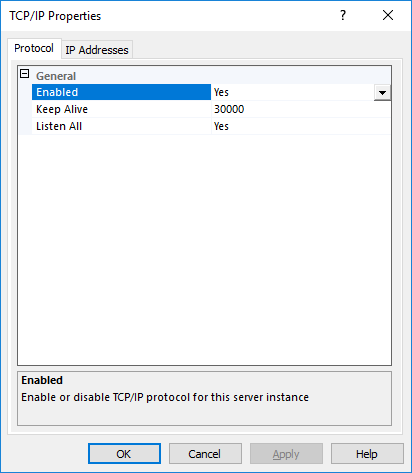 TCP/IP Properties
?
Protocol IP Addresses
General
Enabled Yes
Keep Alive 30000
Listen All Yes
Enabled
Enable or disable TCP/IP protocol for this server instance
OK Cancel Apply Help